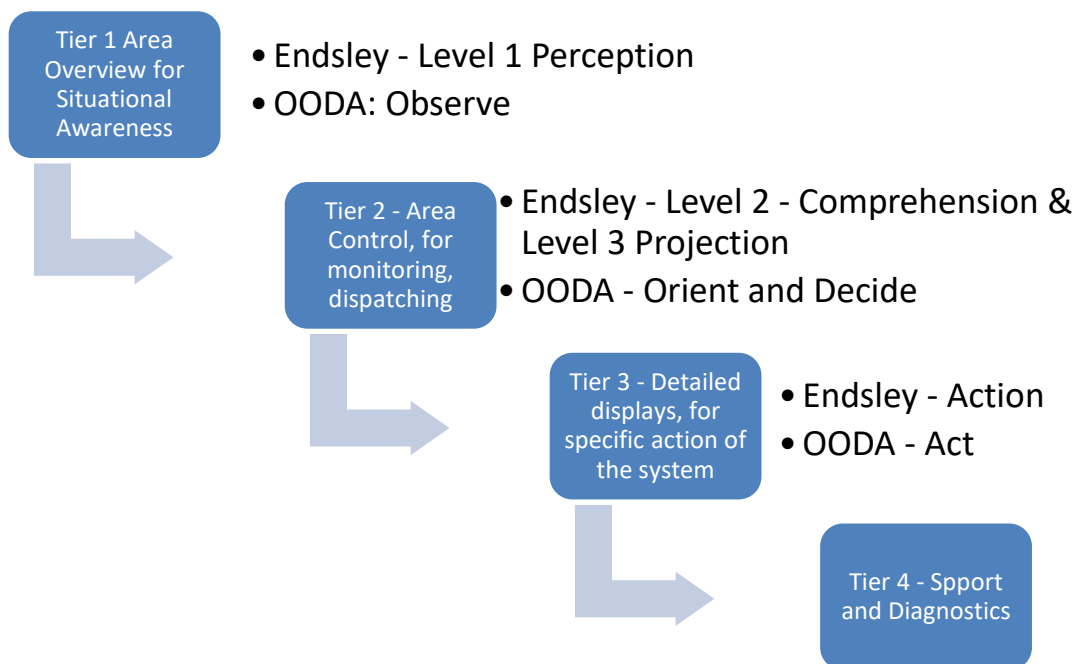 Tier 1 Area
Overview for
Situational
Awareness
• Endsley - Level 1 Perception
• OODA: Observe
Tier 2 - Area
Control, for
monitoring,
dispatching
• Endsley - Level 2 - Comprehension &
Level 3 Projection
• OODA - Orient and Decide
Tier 3 - Detailed
displays, for
specific action of
the system
• Endsley - Action
• OODA - Act
Tier 4 - Spport
and Diagnostics